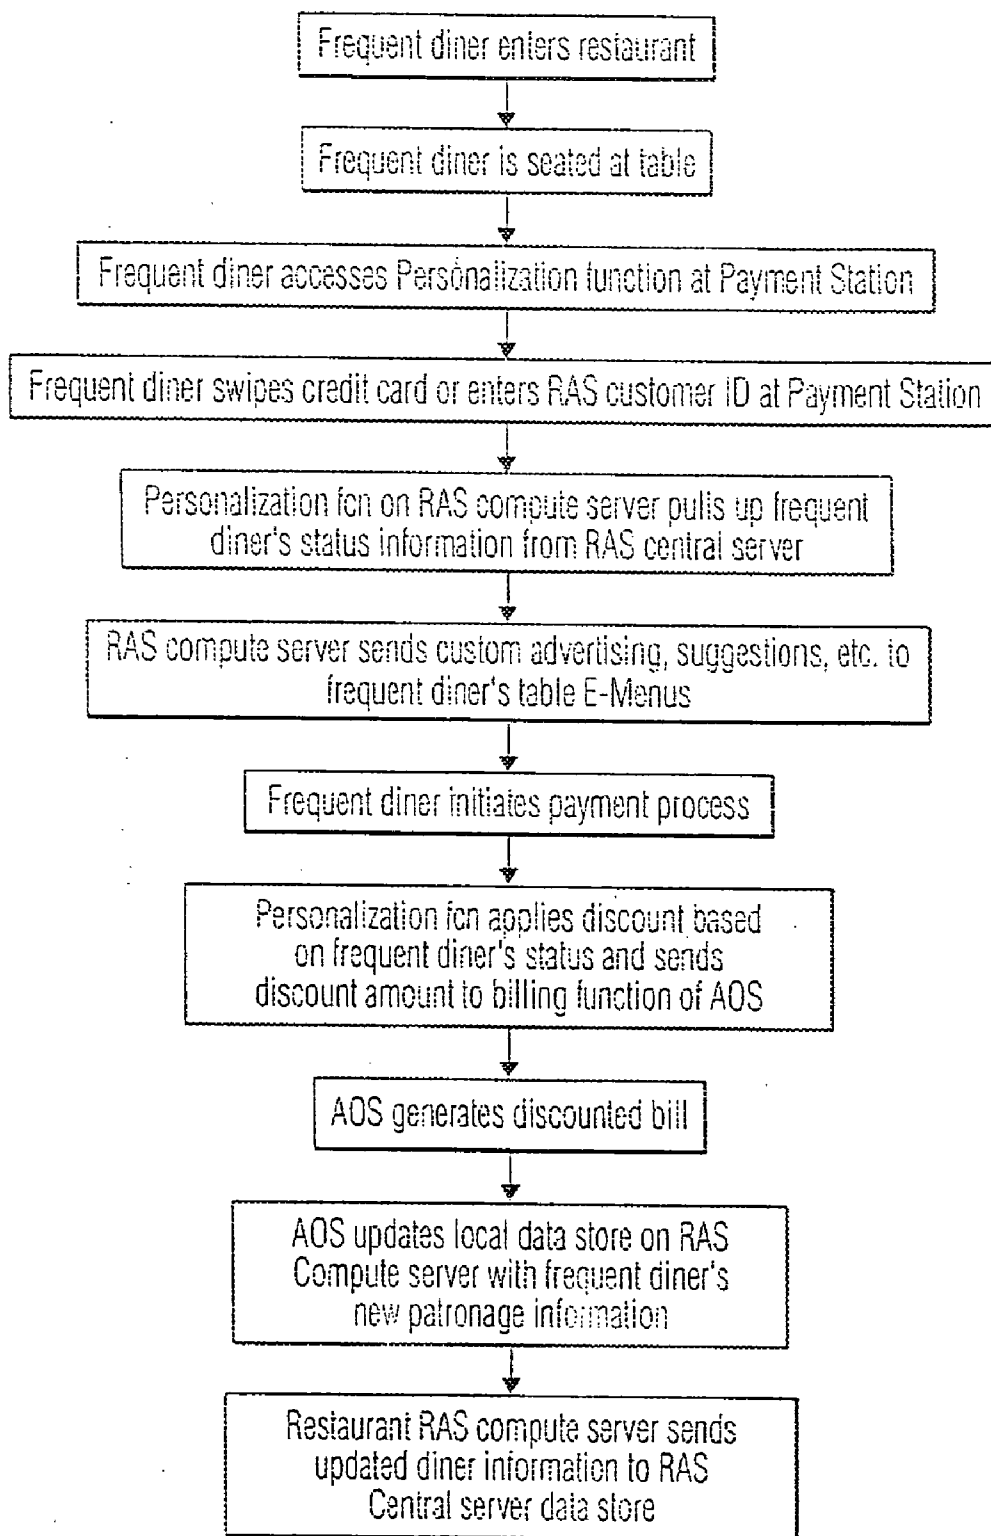 Frequent diner enters restaurant
Frequent diner is seated at table
Frequent diner accesses Personalization function at Payment Station
Frequent diner swipes credit card or enters RAS customer ID at Payment Station
Personalization fcn on RAS compute server pulls up frequent
diner's status information from RAS central server
RAS compute server sends custom advertising, suggestions, etc. to
frequent diner's table E-Menus
Frequent diner initiates payment process
Personalization fcn applies discount based
on frequent diner's status and sends
discount amount to billing function of AOS
AOS generates discounted bill
AOS updates local data store on RAS
Compute server with frequent diner's
new patronage information
Restaurant RAS compute server sends
updated diner information to RAS
Central server data store